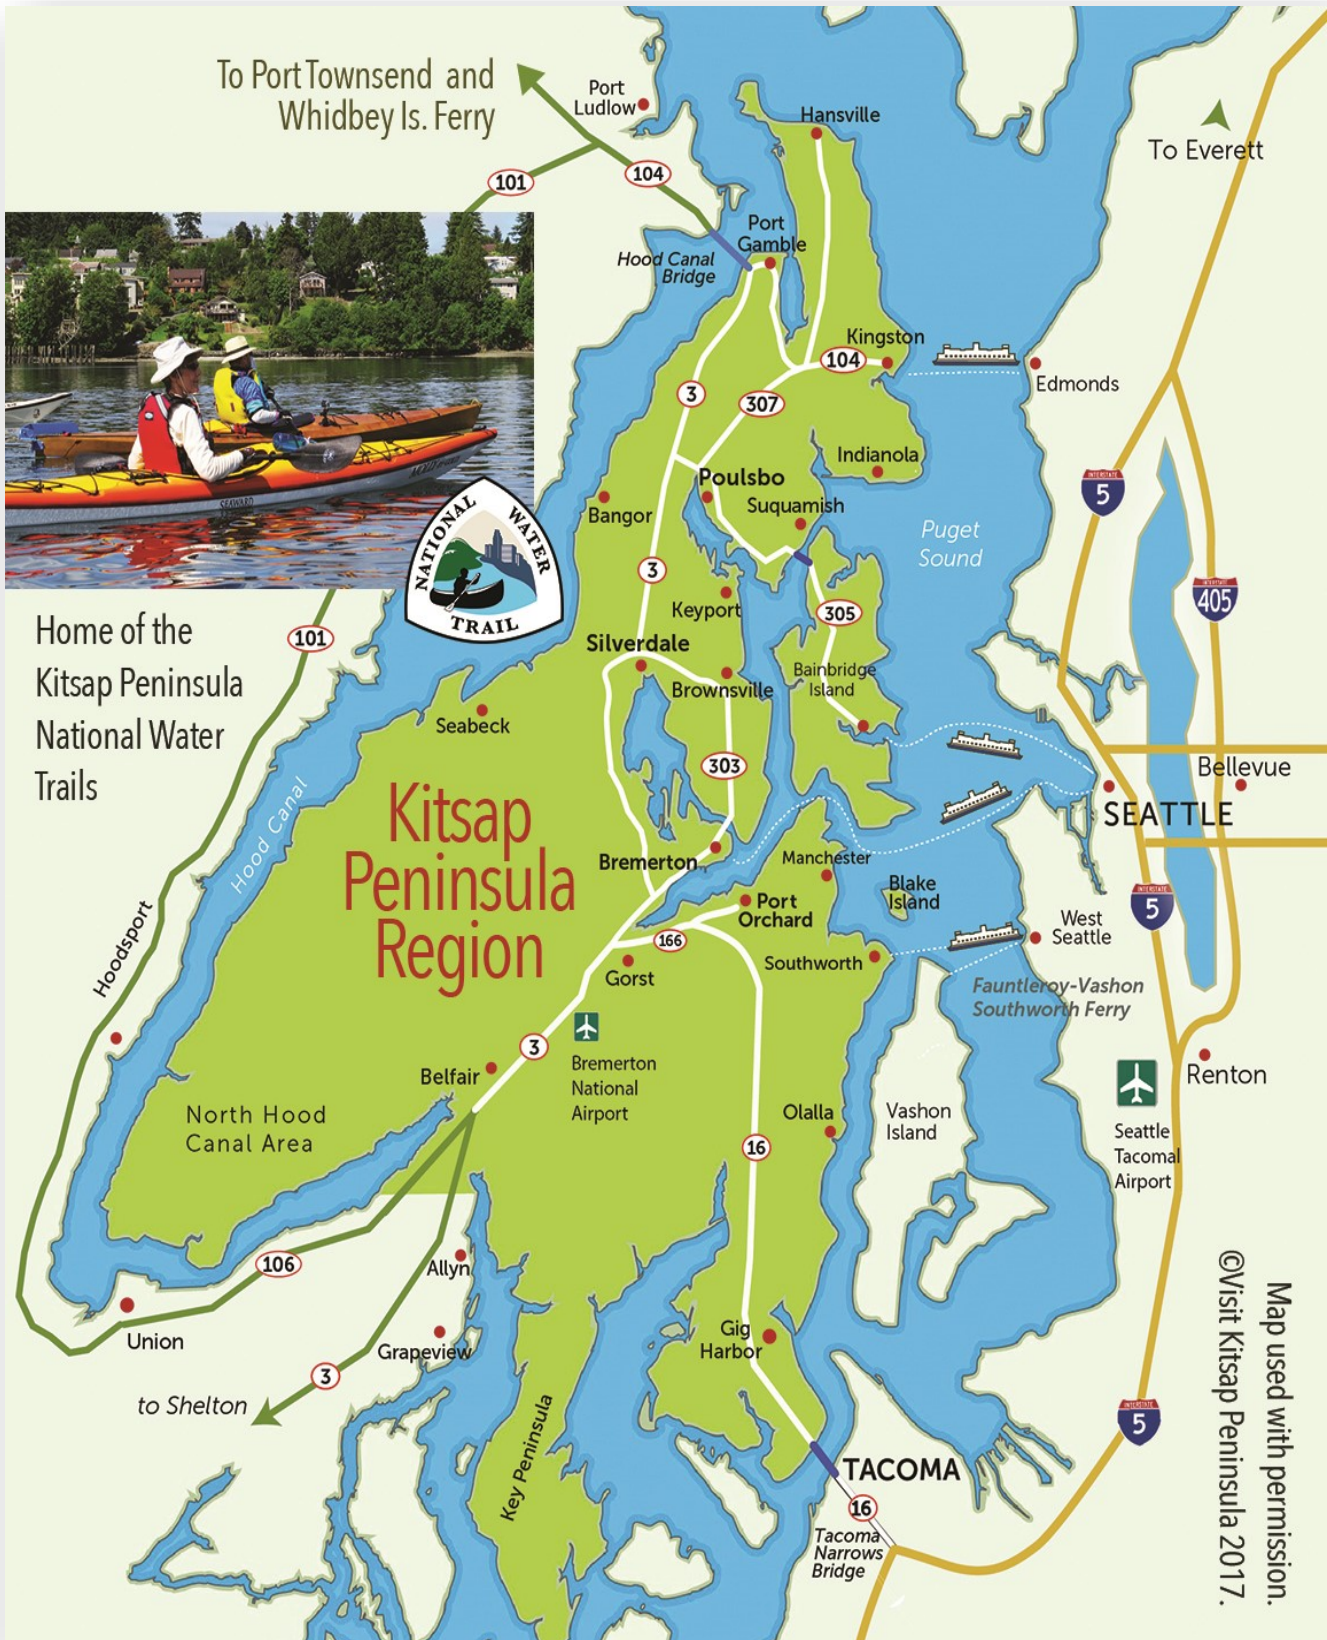 To Port Townsend and
Whidbey Is. Ferry
Port
Ludlow
Hansville
To Everett
101
104
Port
Gamble
Hood Canal
Bridge
Kingston
104
Edmonds
3
307
Indianola
Poulsbo
5
Bangor
Suquamish
Puget
Sound
SEAWARD
NATIONAL
WATER
TRAIL
3
INTERSTATE
405
Keyport
305
Home of the
Kitsap Peninsula
National Water
Trails
101
Silverdale
Brownsville
Bainbridge
Island
Seabeck
303
Bellevue
SEATTLE
Hood Canal
Kitsap
Peninsula
Region
Bremerton
Manchester
Blake
Island
INTERSTATE
5
Port
Orchard
West
Seattle
166
Hoodsport
Gorst
Southworth
Fauntleroy-Vashon
Southworth Ferry
3
Bremerton
National
Airport
Belfair
Renton
North Hood
Canal Area
Olalla
Vashon
Island
Seattle
Tacomal
Airport
16
106
Allyn
Union
Grapeview
Gig
Harbor
3
to Shelton
Key Peninsula
INTERSTATE
5
TACOMA
16
Tacoma
Narrows
Bridge
Map used with permission.
©Visit Kitsap Peninsula 2017.